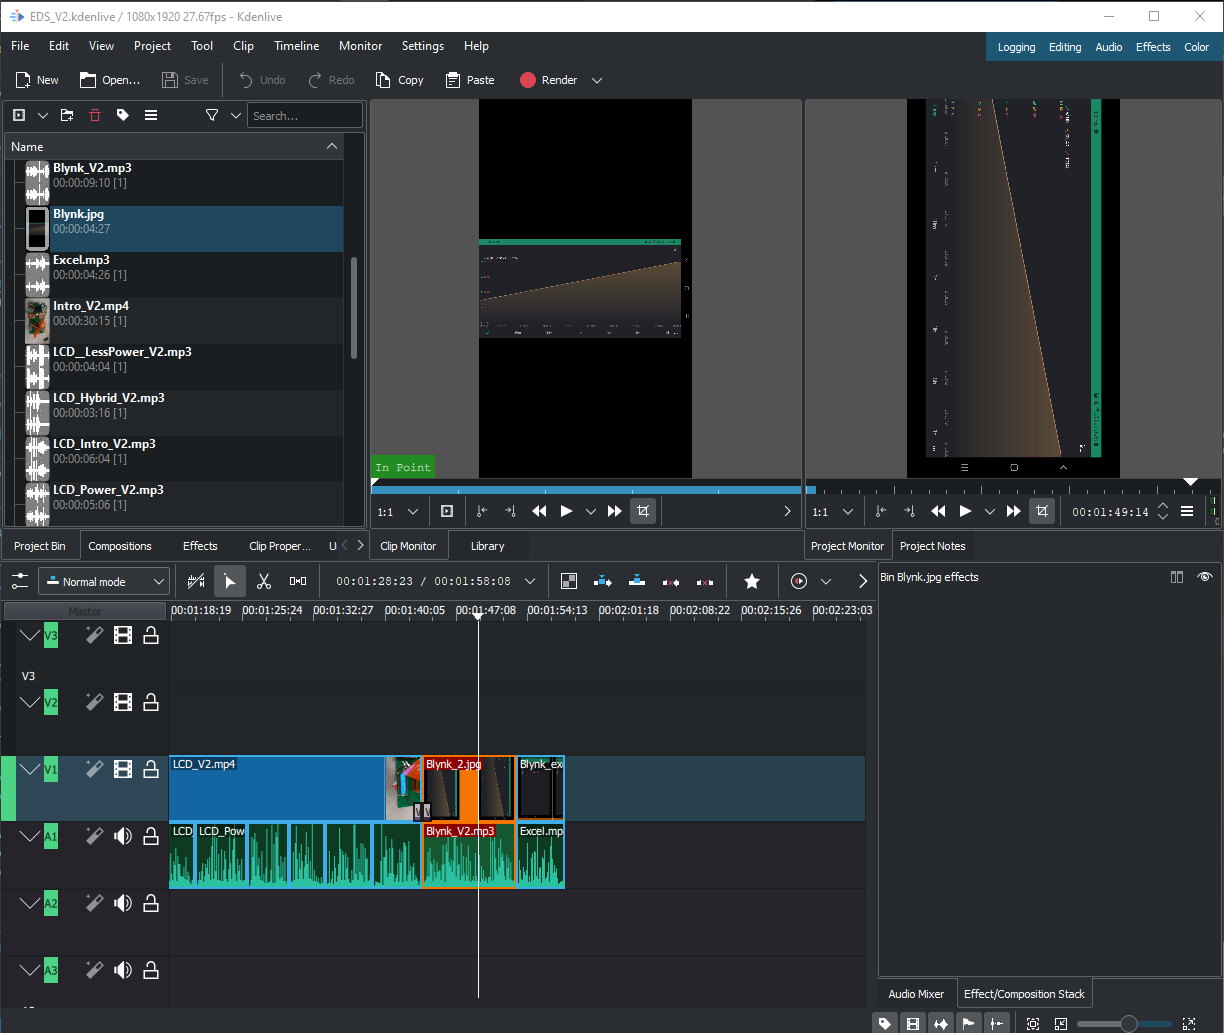 EDS_V2.kdenlive / 1080x1920 27.67fps - Kdenlive
File Edit View Project Tool Clip Timeline Monitor Settings Help
Logging Editing Audio Effects Color
New Open... Save Undo Redo Copy Paste Render
Search...
Name
Blynk_V2.mp3
00:00:09:10 [1]
Blynk.jpg
00:00:04:27
Excel.mp3
00:00:04:26 [1]
Intro_V2.mp4
00:00:30:15 [1]
LCD__LessPower_V2.mp3
00:00:04:04 [1]
LCD_Hybrid_V2.mp3
00:00:03:16 [1]
LCD_Intro_V2.mp3
00:00:06:04 [1]
LCD_Power_V2.mp3
00:00:05:06 [1]
In Point
1:1
1:1
00:01:49:14
Project Bin Compositions Effects Clip Proper... U
Clip Monitor Library
Project Monitor Project Notes
Normal mode
00:01:28:23 / 00:01:58:08
Bin Blynk.jpg effects
Master
00:01:18:19 00:01:25:24 00:01:32:27 00:01:40:05 00:01:47:08 00:01:54:13 00:02:01:18 00:02:08:22 00:02:15:26 00:02:23:03
V3
V3
V2
V1
LCD_V2.mp4 Blynk_2.jpg Blynk_ex
A1
LCD LCD_Pow Blynk_V2.mp3 Excel.mp
A2
A3
Audio Mixer Effect/Composition Stack